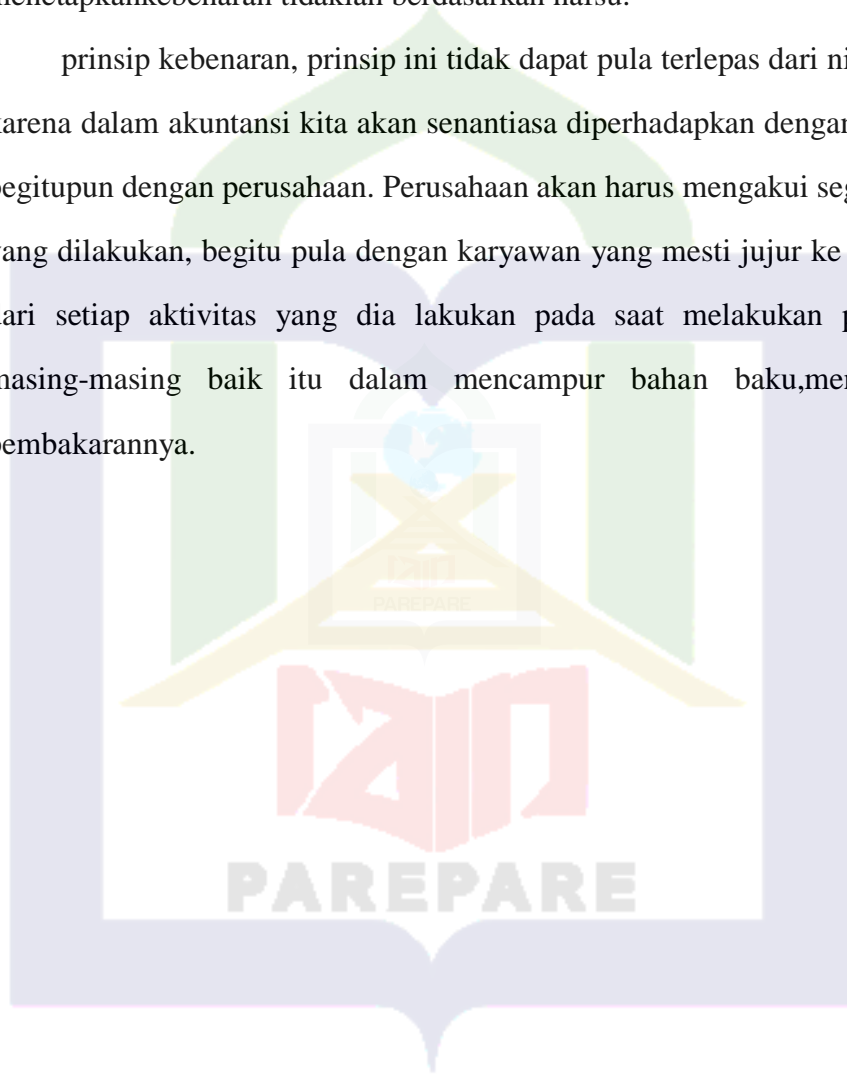 menetapkankebenaran tidaklah berdasarkan nafsu.
prinsip kebenaran, prinsip ini tidak dapat pula terlepas dari ni
karena dalam akuntansi kita akan senantiasa diperhadapkan dengan
begitupun dengan perusahaan. Perusahaan akan harus mengakui seg
yang dilakukan, begitu pula dengan karyawan yang mesti jujur ke
dari setiap aktivitas yang dia lakukan pada saat melakukan p
masing-masing baik itu dalam mencampur bahan baku,mer
pembakarannya.
IAIN
PAREPARE
IAIN
PAREPARE